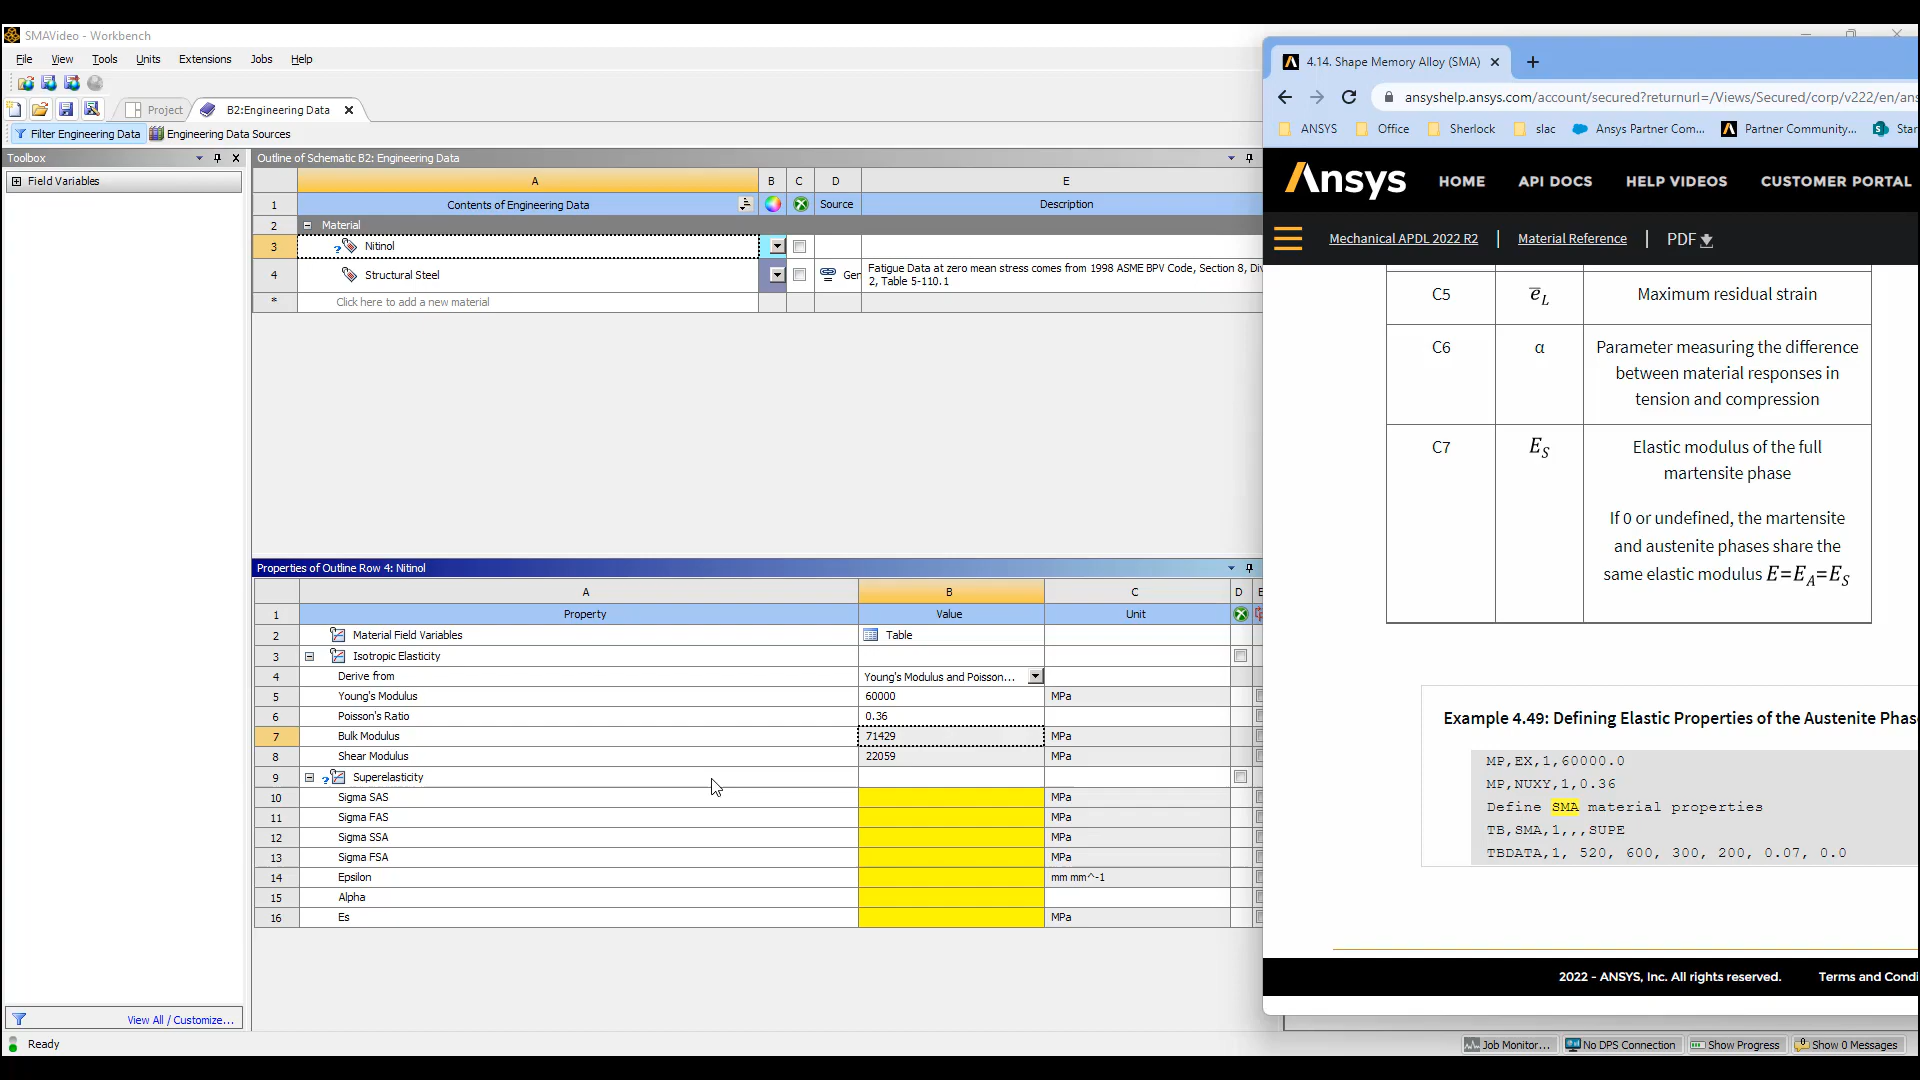 SMAVideo - Workbench
File View Tools Units Extensions Jobs Help
Project B2:Engineering Data
Filter Engineering Data Engineering Data Sources
Toolbox
Field Variables
View All / Customize...
Ready
Outline of Schematic B2: Engineering Data
A B C D E
1 Contents of Engineering Data Source Description
2 Material
3 Nitinol
4 Structural Steel Ger Fatigue Data at zero mean stress comes from 1998 ASME BPV Code, Section 8, Div
2, Table 5-110.1
* Click here to add a new material
Properties of Outline Row 4: Nitinol
A B C D E
1 Property Value Unit
2 Material Field Variables Table
3 Isotropic Elasticity
4 Derive from Young's Modulus and Poisson...
5 Young's Modulus 60000 MPa
6 Poisson's Ratio 0.36
7 Bulk Modulus 71429 MPa
8 Shear Modulus 22059 MPa
9 Superelasticity
10 Sigma SAS MPa
11 Sigma FAS MPa
12 Sigma SSA MPa
13 Sigma FSA MPa
14 Epsilon mm mm^-1
15 Alpha
16 Es MPa
4.14. Shape Memory Alloy (SMA)
ansyshelp.ansys.com/account/secured?returnurl=/Views/Secured/corp/v222/en/ans
ANSYS Office Sherlock slac Ansys Partner Com... Partner Community... Star
Ansys HOME API DOCS HELP VIDEOS CUSTOMER PORTAL
Mechanical APDL 2022 R2 | Material Reference | PDF
C5 e̅L Maximum residual strain
C6 α Parameter measuring the difference
between material responses in
tension and compression
C7 ES Elastic modulus of the full
martensite phase
If 0 or undefined, the martensite
and austenite phases share the
same elastic modulus E=EA=ES
Example 4.49: Defining Elastic Properties of the Austenite Phase
MP,EX,1,60000.0
MP,NUXY,1,0.36
Define SMA material properties
TB,SMA,1,,,SUPE
TBDATA,1, 520, 600, 300, 200, 0.07, 0.0
2022 - ANSYS, Inc. All rights reserved. Terms and Condi
Job Monitor... No DPS Connection Show Progress Show 0 Messages